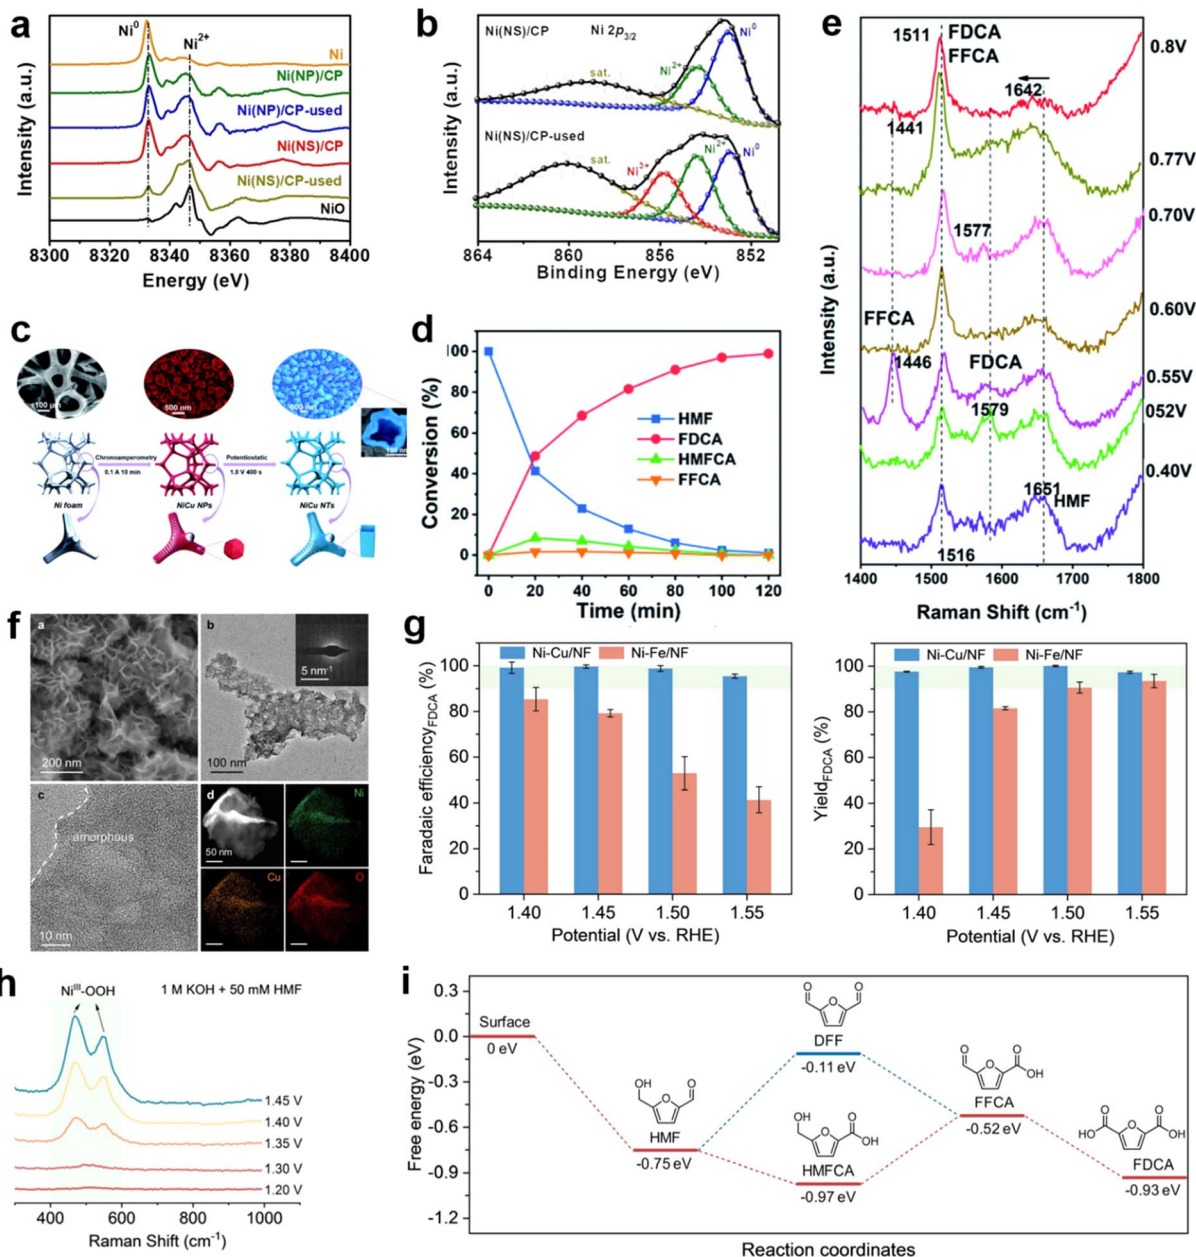 a
Intensity (a.u.)
Ni⁰
Ni²⁺
Ni
Ni(NP)/CP
Ni(NP)/CP-used
Ni(NS)/CP
Ni(NS)/CP-used
NiO
8300 8320 8340 8360 8380 8400
Energy (eV)
b
Intensity (a.u.)
Ni(NS)/CP
Ni 2p3/2
Ni⁰
Ni²⁺
sat.
Ni(NS)/CP-used
sat.
Ni³⁺
Ni²⁺
Ni⁰
864 860 856 852
Binding Energy (eV)
c
100 μm
500 nm
500 nm
100 nm
Chronoamperometry
0.1 A 10 min
Potentiostatic
1.0 V 400 s
Ni foam
NiCu NPs
NiCu NTs
d
Conversion (%)
100
80
60
40
20
0
HMF
FDCA
HMFCA
FFCA
0 20 40 60 80 100 120
Time (min)
e
Intensity (a.u.)
1511
FDCA
FFCA
0.8V
1642
1441
0.77V
0.70V
1577
0.60V
FFCA
1446
FDCA
0.55V
1579
052V
0.40V
1651
HMF
1516
1400 1500 1600 1700 1800
Raman Shift (cm⁻¹)
f
a
200 nm
b
5 nm⁻¹
100 nm
c
amorphous
10 nm
d
50 nm
Ni
Cu
O
g
Faradaic efficiencyFDCA (%)
Ni-Cu/NF
Ni-Fe/NF
100
80
60
40
20
0
1.40 1.45 1.50 1.55
Potential (V vs. RHE)
YieldFDCA (%)
Ni-Cu/NF
Ni-Fe/NF
100
80
60
40
20
0
1.40 1.45 1.50 1.55
Potential (V vs. RHE)
h
Niᴵᴵᴵ-OOH
1 M KOH + 50 mM HMF
1.45 V
1.40 V
1.35 V
1.30 V
1.20 V
400 600 800 1000
Raman Shift (cm⁻¹)
i
Free energy (eV)
0.3
0.0
-0.3
-0.6
-0.9
-1.2
Surface
0 eV
OH
O
O
HMF
-0.75 eV
O
O
O
DFF
-0.11 eV
OH
O
O
OH
HMFCA
-0.97 eV
O
O
O
OH
FFCA
-0.52 eV
O
O
HO
O
OH
FDCA
-0.93 eV
Reaction coordinates